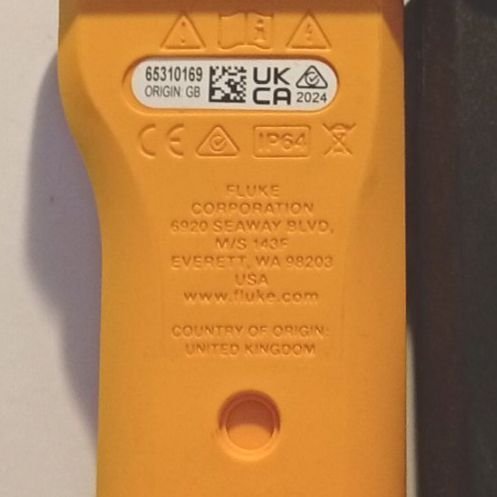 65310169
ORIGIN: GB
UK
CA
2024
CE
IP64
FLUKE
CORPORATION
6920 SEAWAY BLVD,
M/S 143F
EVERETT, WA 98203
USA
www.fluke.com
COUNTRY OF ORIGIN:
UNITED KINGDOM